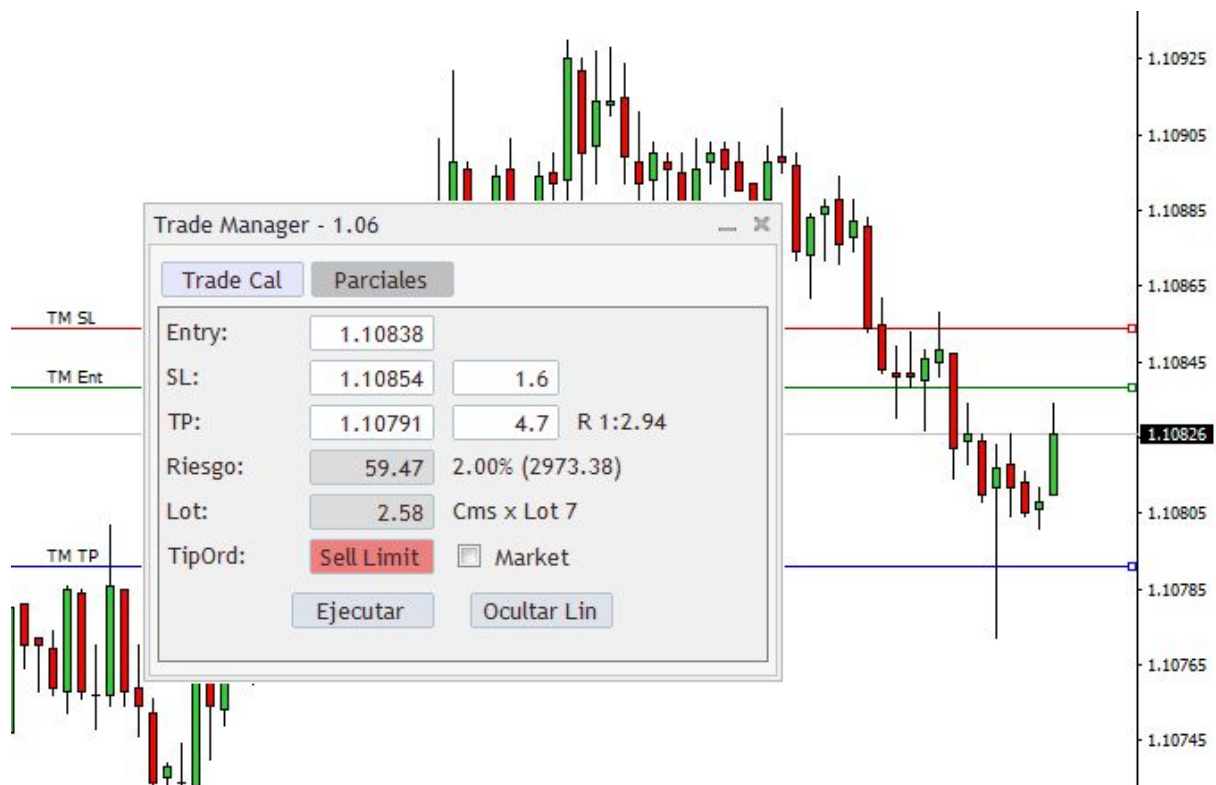 1.10925
1.10905
1.10885
Trade Manager - 1.06
Trade Cal Parciales
1.10865
TM SL
Entry: 1.10838
1.10845
TM Ent
SL: 1.10854 1.6
TP: 1.10791 4.7 R 1:2.94
1.10826
Riesgo: 59.47 2.00% (2973.38)
Lot: 2.58 Cms x Lot 7
1.10805
TM TP
TipOrd: Sell Limit Market
1.10785
Ejecutar Ocultar Lin
1.10765
1.10745